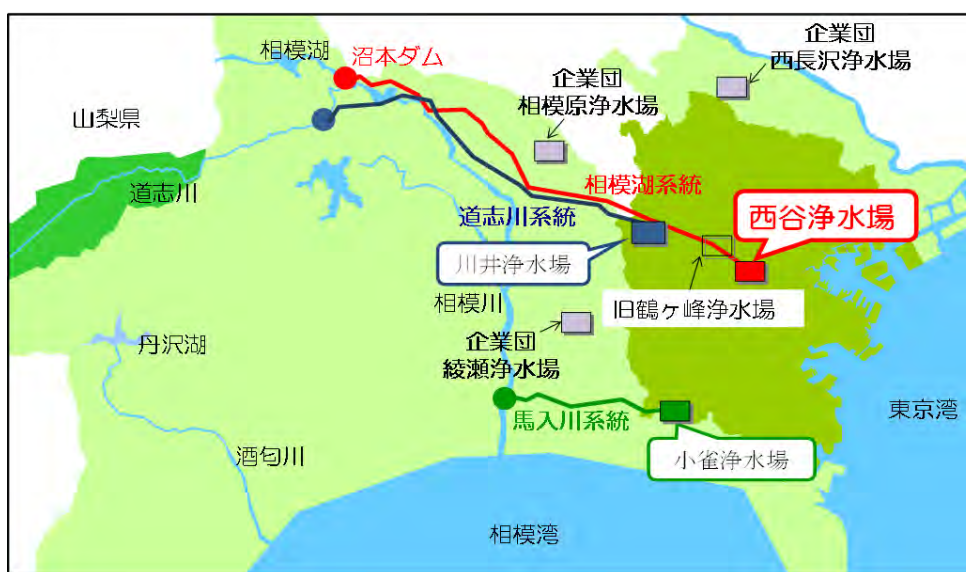 企業団
西長沢浄水場
相模湖
沼本ダム
企業団
相模原浄水場
山梨県
道志川
相模湖系統
西谷浄水場
道志川系統
川井浄水場
旧鶴ヶ峰浄水場
相模川
企業団
綾瀬浄水場
丹沢湖
馬入川系統
東京湾
小雀浄水場
酒匂川
相模湾